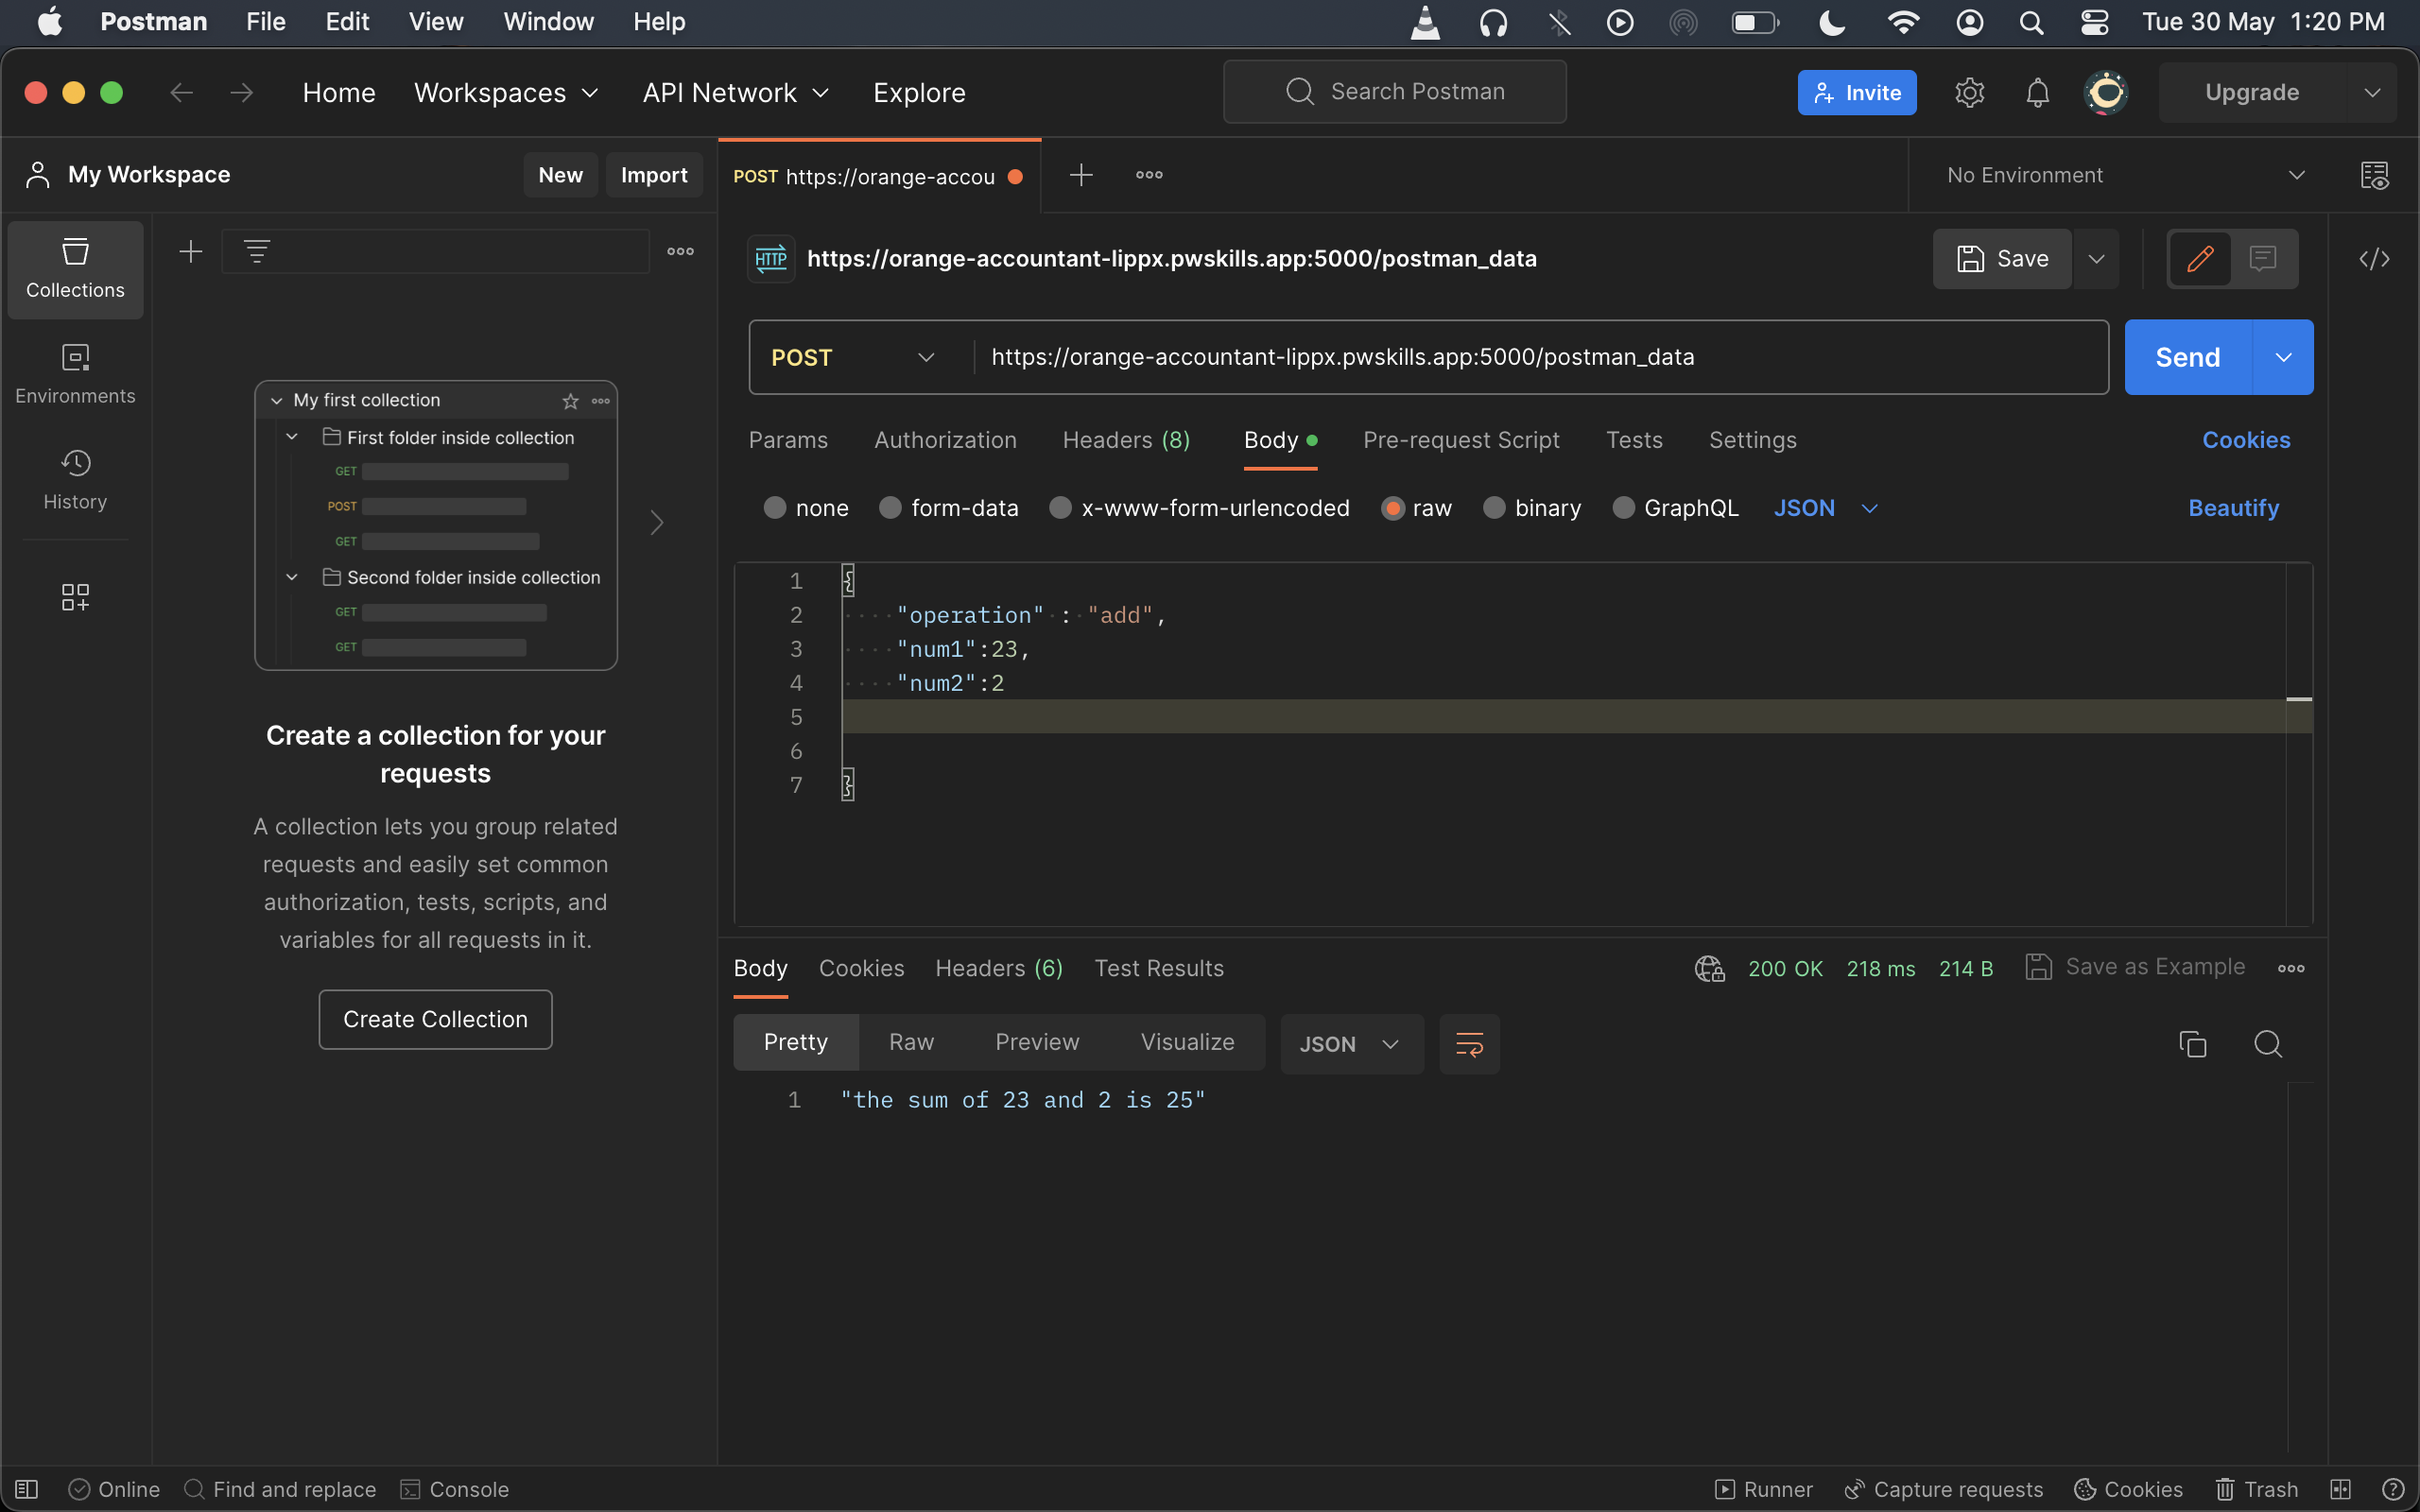 Postman File Edit View Window Help Tue 30 May 1:20 PM
Home Workspaces API Network Explore Search Postman Invite Upgrade
My Workspace New Import POST https://orange-accou No Environment
Collections
Environments
History
My first collection
First folder inside collection
GET
POST
GET
Second folder inside collection
GET
GET
Create a collection for your
requests
A collection lets you group related
requests and easily set common
authorization, tests, scripts, and
variables for all requests in it.
Create Collection
HTTP https://orange-accountant-lippx.pwskills.app:5000/postman_data Save
POST https://orange-accountant-lippx.pwskills.app:5000/postman_data Send
Params Authorization Headers (8) Body Pre-request Script Tests Settings Cookies
none form-data x-www-form-urlencoded raw binary GraphQL JSON Beautify
1 {
2 "operation" : "add",
3 "num1":23,
4 "num2":2
5
6
7 }
Body Cookies Headers (6) Test Results 200 OK 218 ms 214 B Save as Example
Pretty Raw Preview Visualize JSON
1 "the sum of 23 and 2 is 25"
Online Find and replace Console Runner Capture requests Cookies Trash